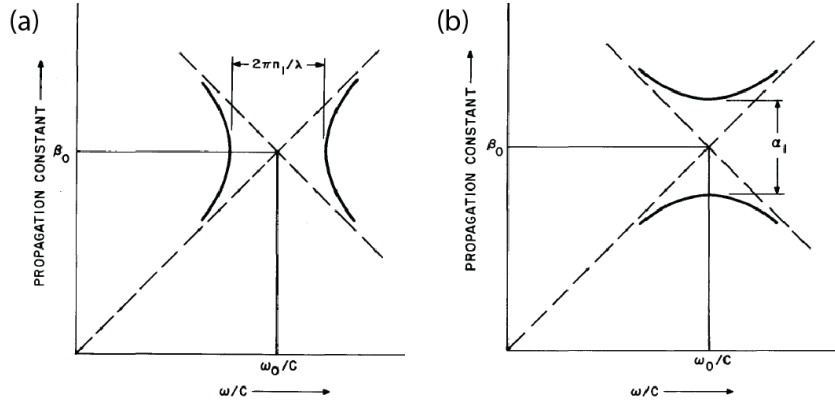 (a)
2πn₁/λ
PROPAGATION CONSTANT
β₀
ω₀/C
ω/C
(b)
PROPAGATION CONSTANT
β₀
α₁
ω₀/C
ω/C